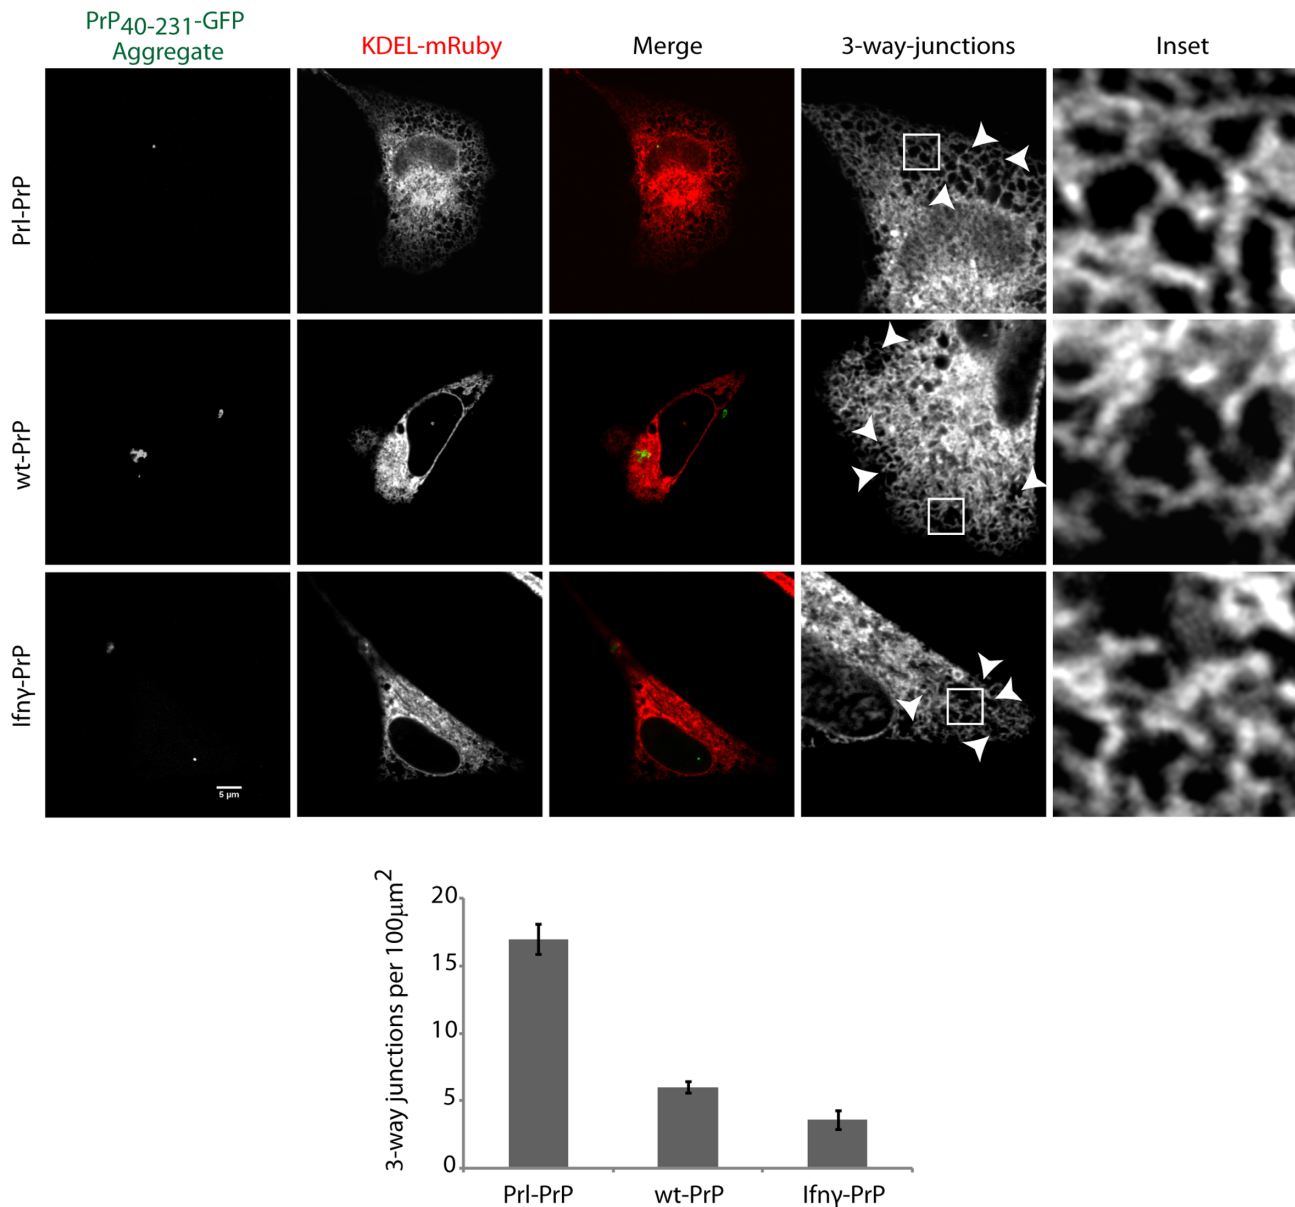 PrP40-231-GFP
Aggregate
KDEL-mRuby
Merge
3-way-junctions
Inset
Prl-PrP
wt-PrP
Ifnγ-PrP
5 µm
3-way junctions per 100µm²
20
15
10
5
0
Prl-PrP
wt-PrP
Ifnγ-PrP